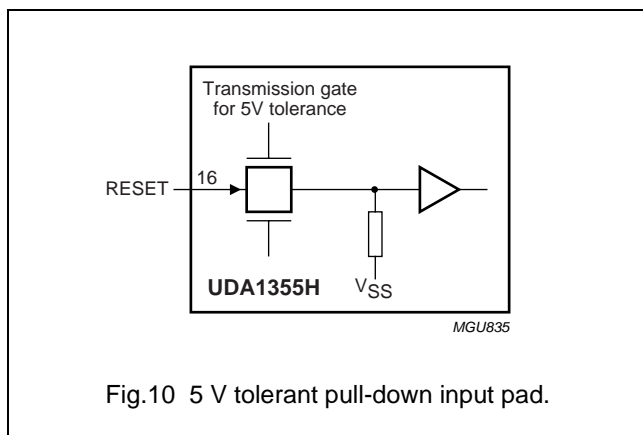 Transmission gate
for 5V tolerance
RESET
16
UDA1355H
VSS
MGU835
Fig.10 5 V tolerant pull-down input pad.